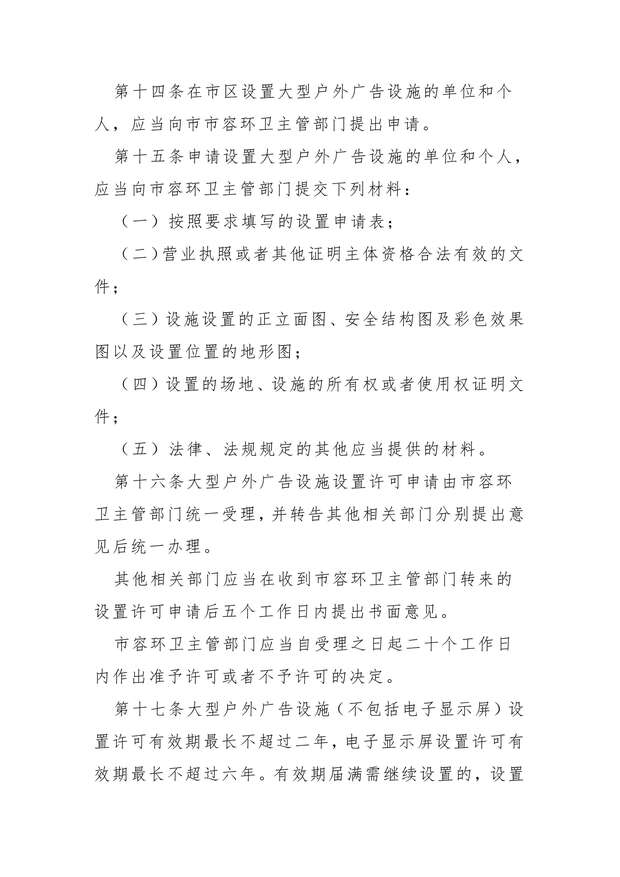 第十四条在市区设置大型户外广告设施的单位和个
人，应当向市市容环卫主管部门提出申请。
第十五条申请设置大型户外广告设施的单位和个人，
应当向市容环卫主管部门提交下列材料：
（一）按照要求填写的设置申请表；
（二）营业执照或者其他证明主体资格合法有效的文
件；
（三）设施设置的正立面图、安全结构图及彩色效果
图以及设置位置的地形图；
（四）设置的场地、设施的所有权或者使用权证明文
件；
（五）法律、法规规定的其他应当提供的材料。
第十六条大型户外广告设施设置许可申请由市容环
卫主管部门统一受理，并转告其他相关部门分别提出意
见后统一办理。
其他相关部门应当在收到市容环卫主管部门转来的
设置许可申请后五个工作日内提出书面意见。
市容环卫主管部门应当自受理之日起二十个工作日
内作出准予许可或者不予许可的决定。
第十七条大型户外广告设施（不包括电子显示屏）设
置许可有效期最长不超过二年，电子显示屏设置许可有
效期最长不超过六年。有效期届满需继续设置的，设置